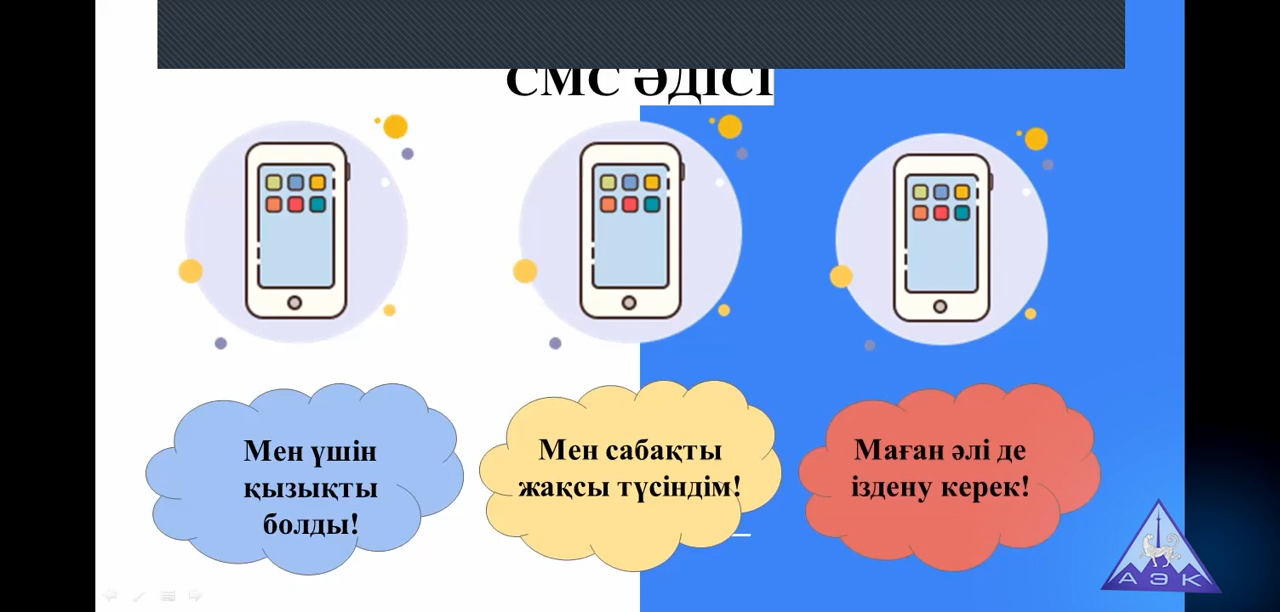 СМС ӘДІСІ
Мен үшін
қызықты
болды!
Мен сабақты
жақсы түсіндім!
Маған әлі де
іздену керек!
АЭК